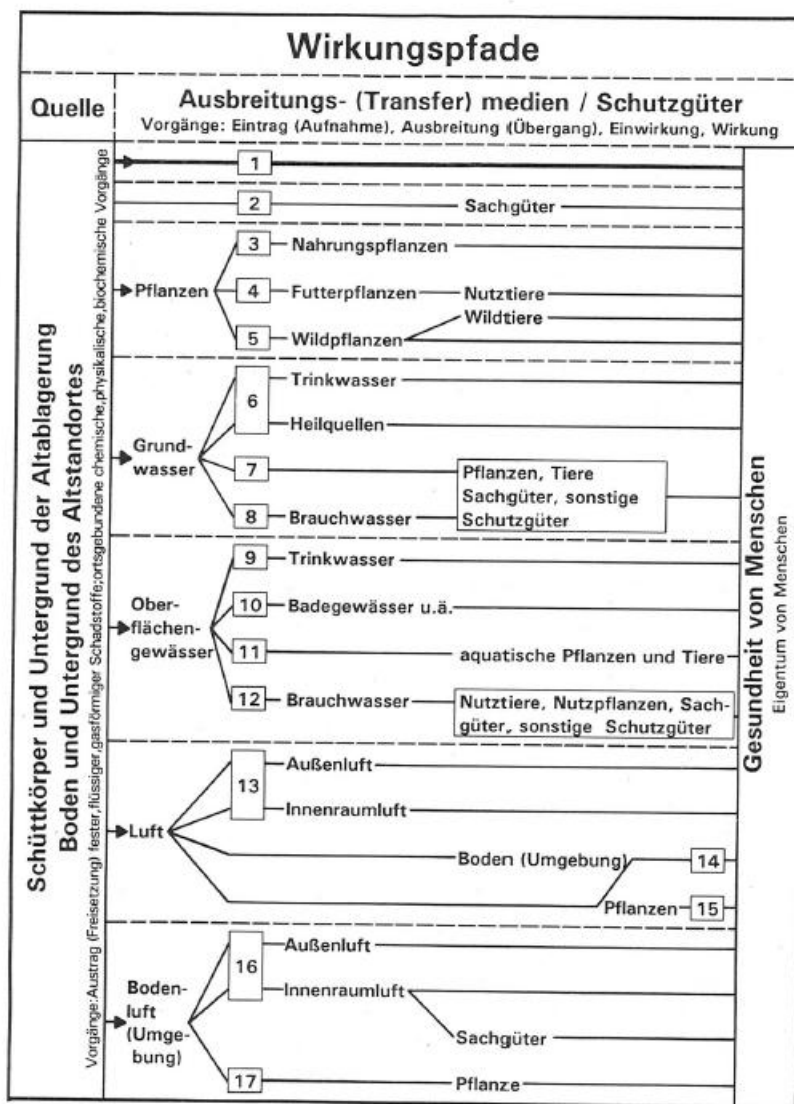 Wirkungspfade
Quelle
Ausbreitungs- (Transfer) medien / Schutzgüter
Vorgänge: Eintrag (Aufnahme), Ausbreitung (Übergang), Einwirkung, Wirkung
Schüttkörper und Untergrund der Altablagerung
Boden und Untergrund des Altstandortes
Vorgänge: Austrag (Freisetzung) fester, flüssiger, gasförmiger Schadstoffe; ortsgebundene chemische, physikalische, biochemische Vorgänge
1
2 Sachgüter
3 Nahrungspflanzen
Pflanzen 4 Futterpflanzen Nutztiere
Wildtiere
5 Wildpflanzen
Trinkwasser
6
Heilquellen
Grund-
wasser
7 Pflanzen, Tiere
Sachgüter, sonstige
8 Brauchwasser Schutzgüter
9 Trinkwasser
10 Badegewässer u.ä.
Ober-
flächen-
gewässer
11 aquatische Pflanzen und Tiere
12 Brauchwasser Nutztiere, Nutzpflanzen, Sach-
güter, sonstige Schutzgüter
Außenluft
13
Innenraumluft
Luft
Boden (Umgebung) 14
Pflanzen 15
Außenluft
16
Innenraumluft
Boden-
luft
(Umge-
bung)
Sachgüter
17 Pflanze
Gesundheit von Menschen
Eigentum von Menschen